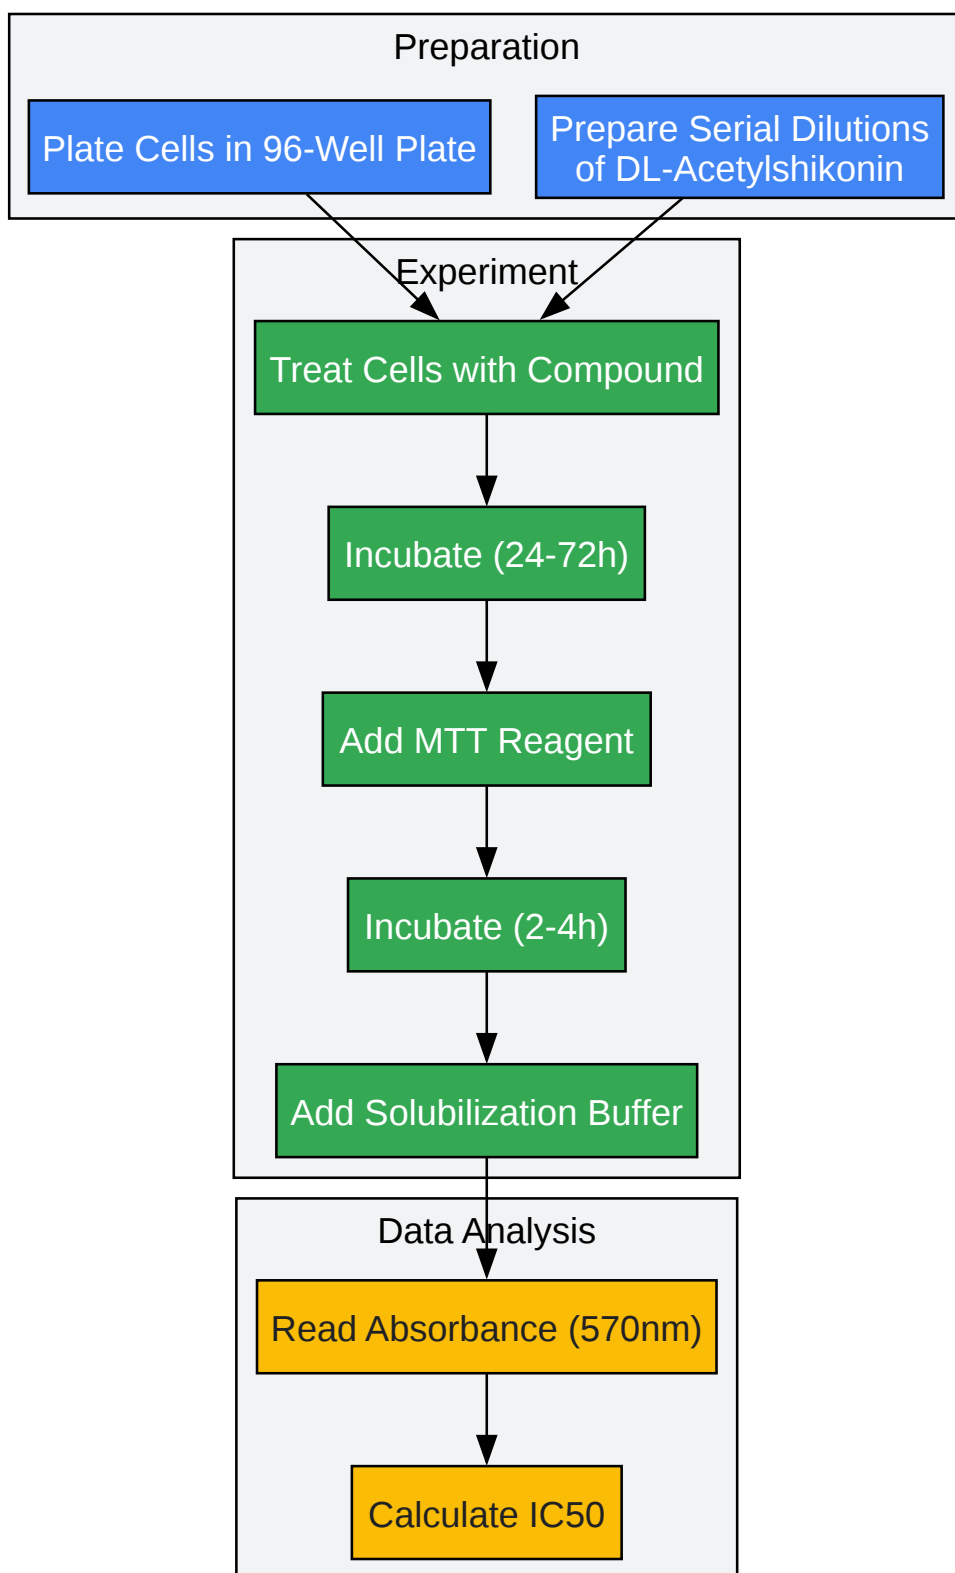 Preparation
Plate Cells in 96-Well Plate
Prepare Serial Dilutions
of DL-Acetylshikonin
Experiment
Treat Cells with Compound
Incubate (24-72h)
Add MTT Reagent
Incubate (2-4h)
Add Solubilization Buffer
Data Analysis
Read Absorbance (570nm)
Calculate IC50